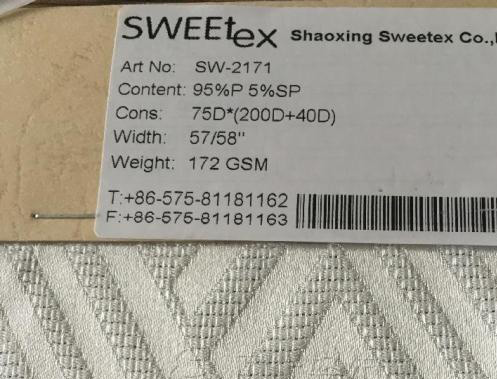 SWEEtex Shaoxing Sweetex Co.,
Art No: SW-2171
Content: 95%P 5%SP
Cons: 75D*(200D+40D)
Width: 57/58"
Weight: 172 GSM
T:+86-575-81181162
F:+86-575-81181163